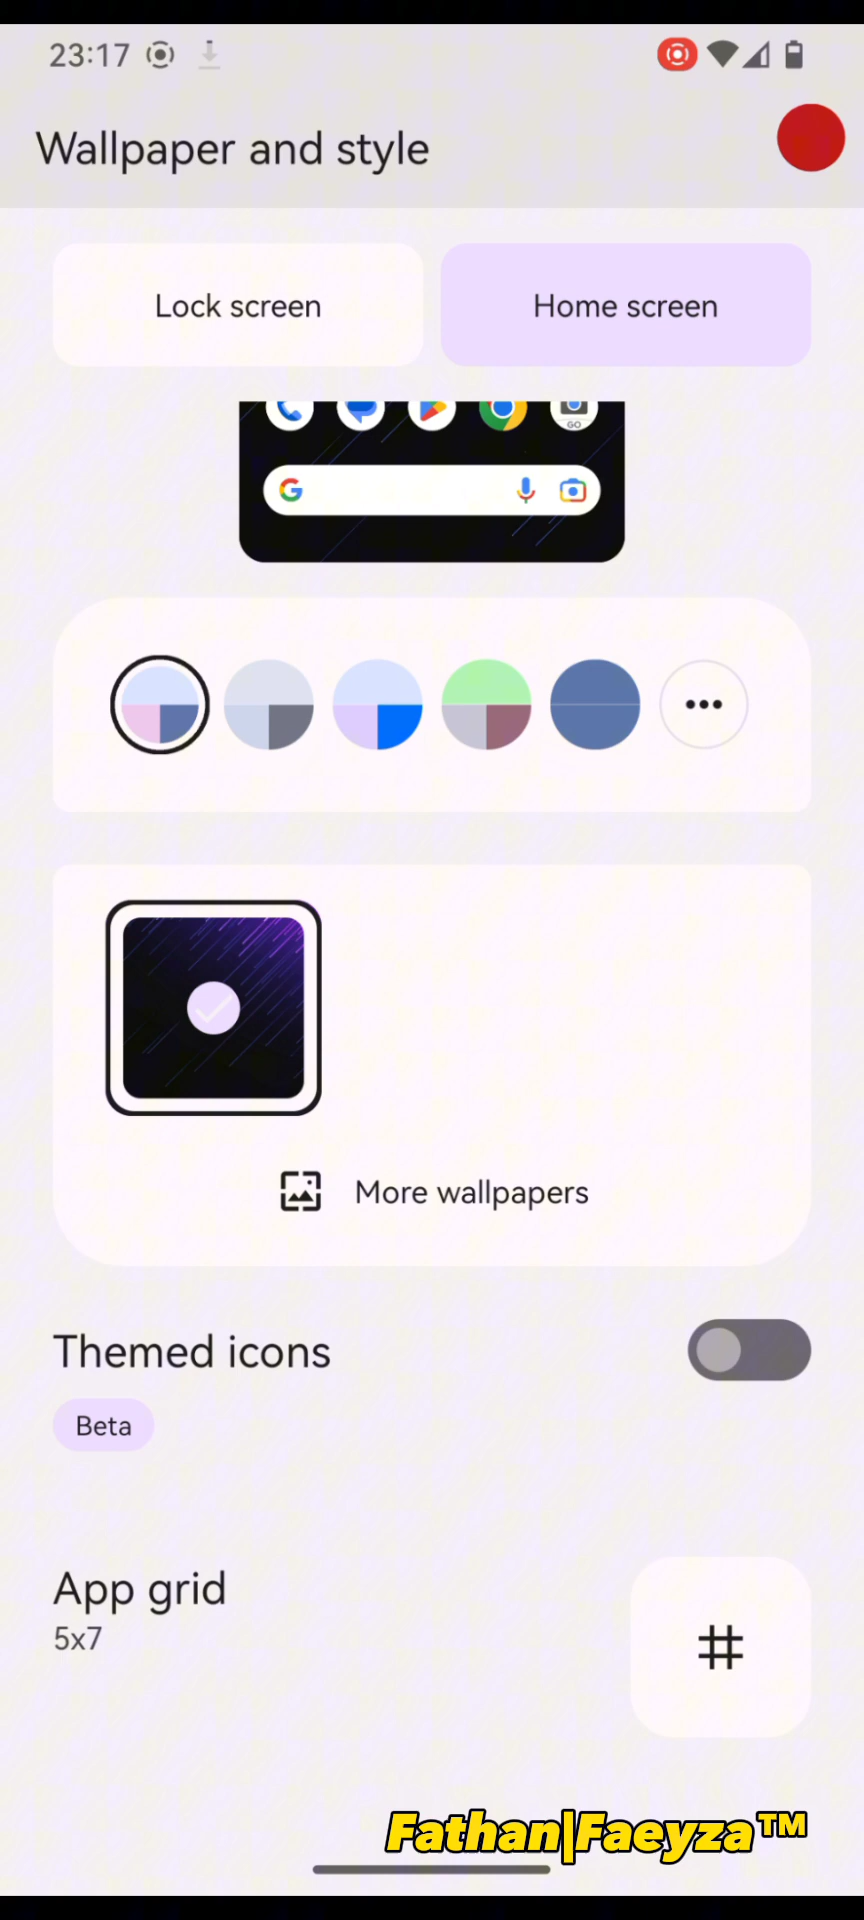 23:17
Wallpaper and style
Lock screen
Home screen
GO
G
More wallpapers
Themed icons
Beta
App grid
5x7
Fathan|Faeyza™